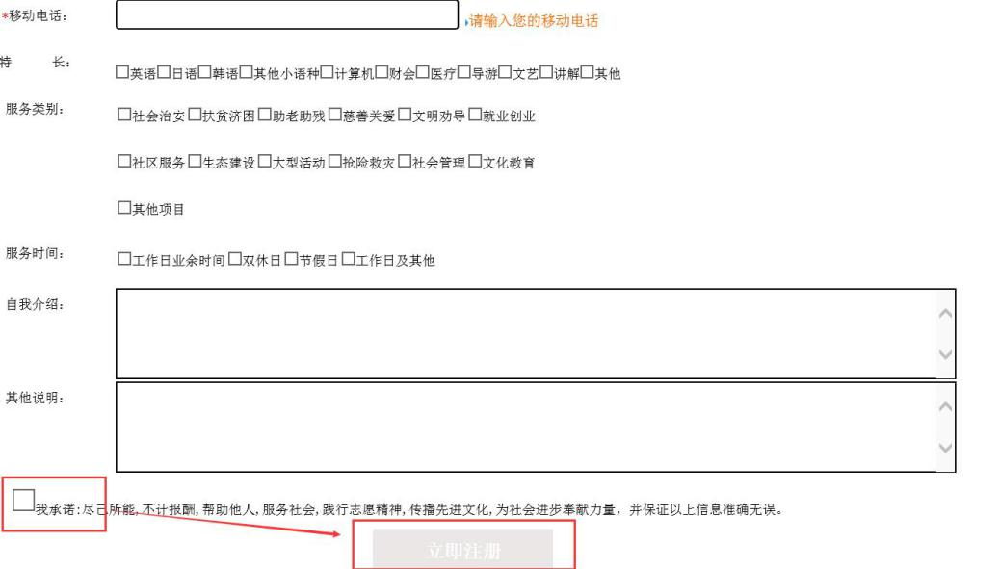 *移动电话: 请输入您的移动电话
特 长: 英语 日语 韩语 其他小语种 计算机 财会 医疗 导游 文艺 讲解 其他
服务类别: 社会治安 扶贫济困 助老助残 慈善关爱 文明劝导 就业创业
社区服务 生态建设 大型活动 抢险救灾 社会管理 文化教育
其他项目
服务时间: 工作日业余时间 双休日 节假日 工作日及其他
自我介绍:
其他说明:
我承诺:尽己所能,不计报酬,帮助他人,服务社会,践行志愿精神,传播先进文化,为社会进步奉献力量，并保证以上信息准确无误。
立即注册